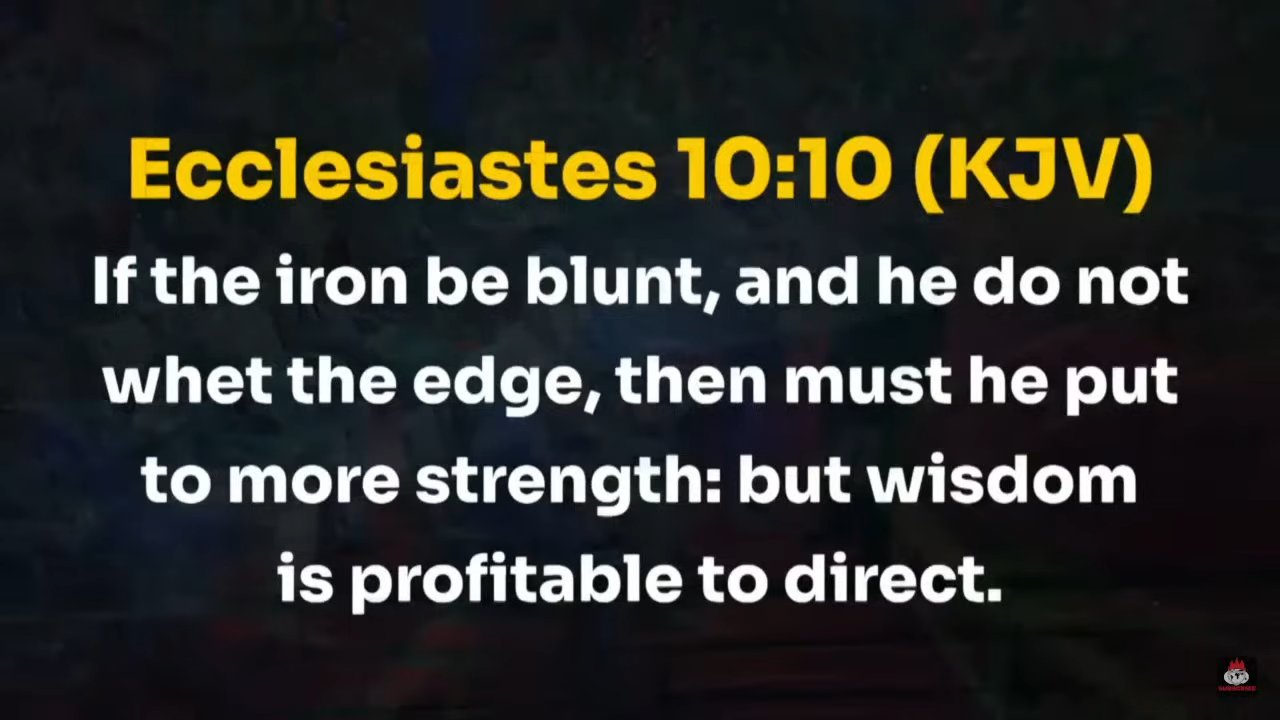 Ecclesiastes 10:10 (KJV)
If the iron be blunt, and he do not
whet the edge, then must he put
to more strength: but wisdom
is profitable to direct.